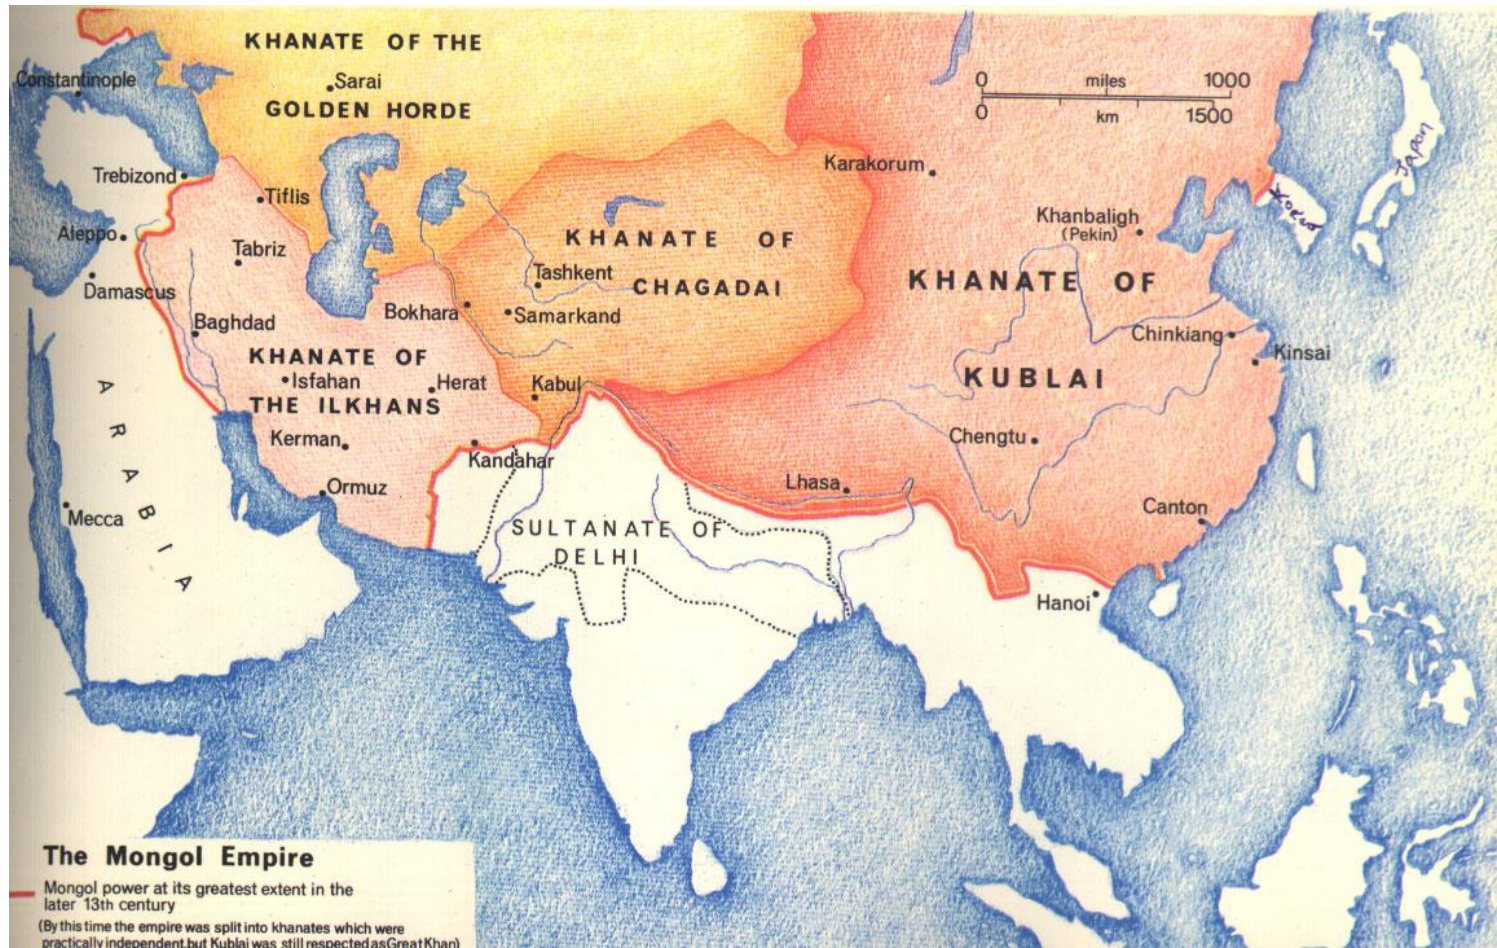 KHANATE OF THE
GOLDEN HORDE
Sarai
Constantinople
0 miles 1000
0 km 1500
Trebizond
Tiflis
Karakorum
Aleppo
Tabriz
KHANATE OF
CHAGADAI
Khanbaligh
(Pekin)
Korea
Japan
Damascus
Tashkent
Bokhara
Samarkand
KHANATE OF
KUBLAI
Baghdad
Chinkiang
Kinsai
KHANATE OF
THE ILKHANS
Isfahan
Herat
Kabul
ARABIA
Kerman
Kandahar
Chengtu
Ormuz
Lhasa
Mecca
Canton
SULTANATE OF
DELHI
Hanoi
The Mongol Empire
Mongol power at its greatest extent in the
later 13th century
(By this time the empire was split into khanates which were
practically independent, but Kublai was still respected as Great Khan)